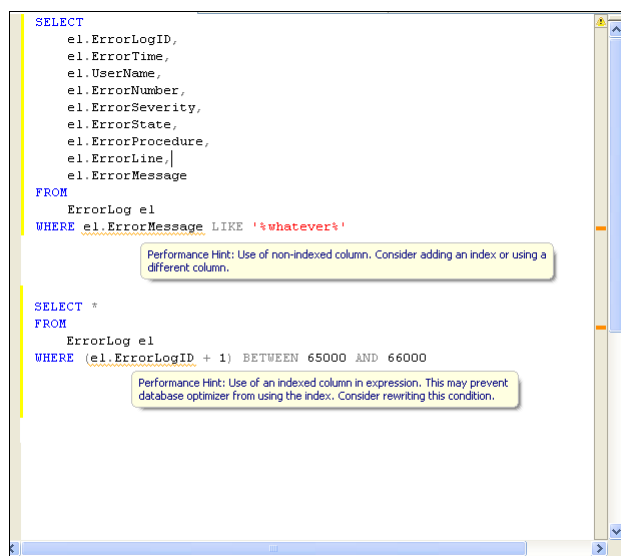 SELECT
el.ErrorLogID,
el.ErrorTime,
el.UserName,
el.ErrorNumber,
el.ErrorSeverity,
el.ErrorState,
el.ErrorProcedure,
el.ErrorLine,
el.ErrorMessage
FROM
ErrorLog el
WHERE el.ErrorMessage LIKE '%whatever%'
Performance Hint: Use of non-indexed column. Consider adding an index or using a
different column.
SELECT *
FROM
ErrorLog el
WHERE (el.ErrorLogID + 1) BETWEEN 65000 AND 66000
Performance Hint: Use of an indexed column in expression. This may prevent
database optimizer from using the index. Consider rewriting this condition.